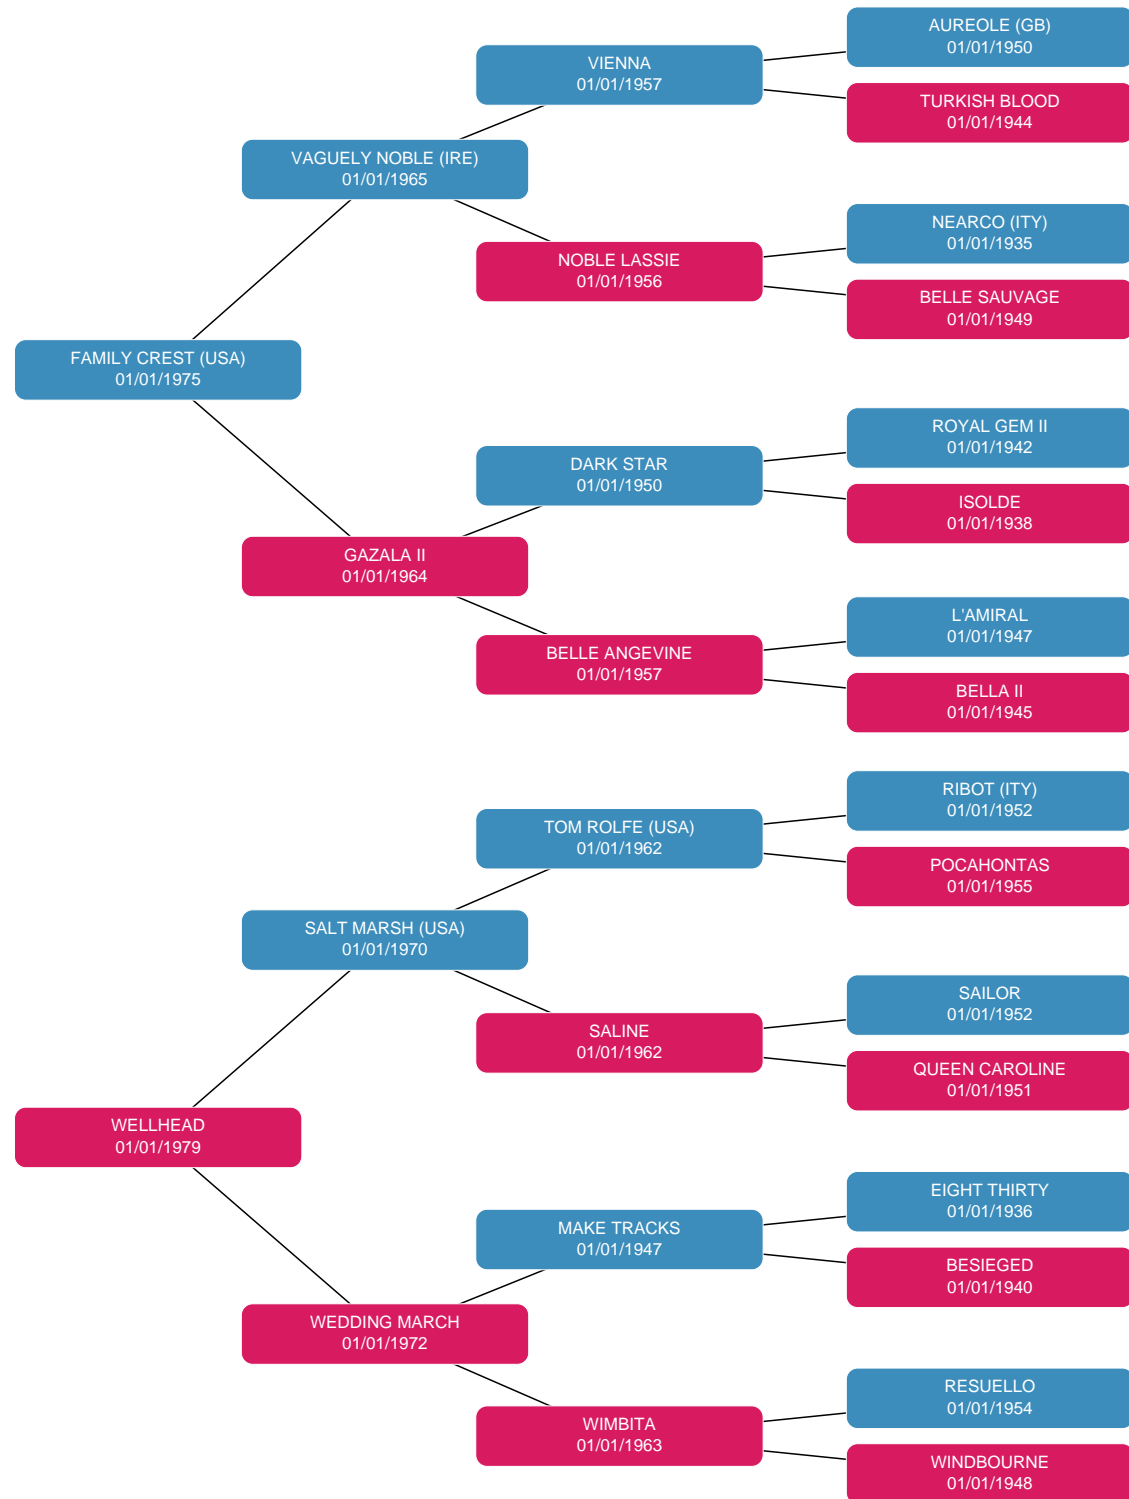 AUREOLE (GB)
01/01/1950
VIENNA
01/01/1957
TURKISH BLOOD
01/01/1944
VAGUELY NOBLE (IRE)
01/01/1965
NEARCO (ITY)
01/01/1935
NOBLE LASSIE
01/01/1956
BELLE SAUVAGE
01/01/1949
FAMILY CREST (USA)
01/01/1975
ROYAL GEM II
01/01/1942
DARK STAR
01/01/1950
ISOLDE
01/01/1938
GAZALA II
01/01/1964
L'AMIRAL
01/01/1947
BELLE ANGEVINE
01/01/1957
BELLA II
01/01/1945
RIBOT (ITY)
01/01/1952
TOM ROLFE (USA)
01/01/1962
POCAHONTAS
01/01/1955
SALT MARSH (USA)
01/01/1970
SAILOR
01/01/1952
SALINE
01/01/1962
QUEEN CAROLINE
01/01/1951
WELLHEAD
01/01/1979
EIGHT THIRTY
01/01/1936
MAKE TRACKS
01/01/1947
BESIEGED
01/01/1940
WEDDING MARCH
01/01/1972
RESUELLO
01/01/1954
WIMBITA
01/01/1963
WINDBOURNE
01/01/1948